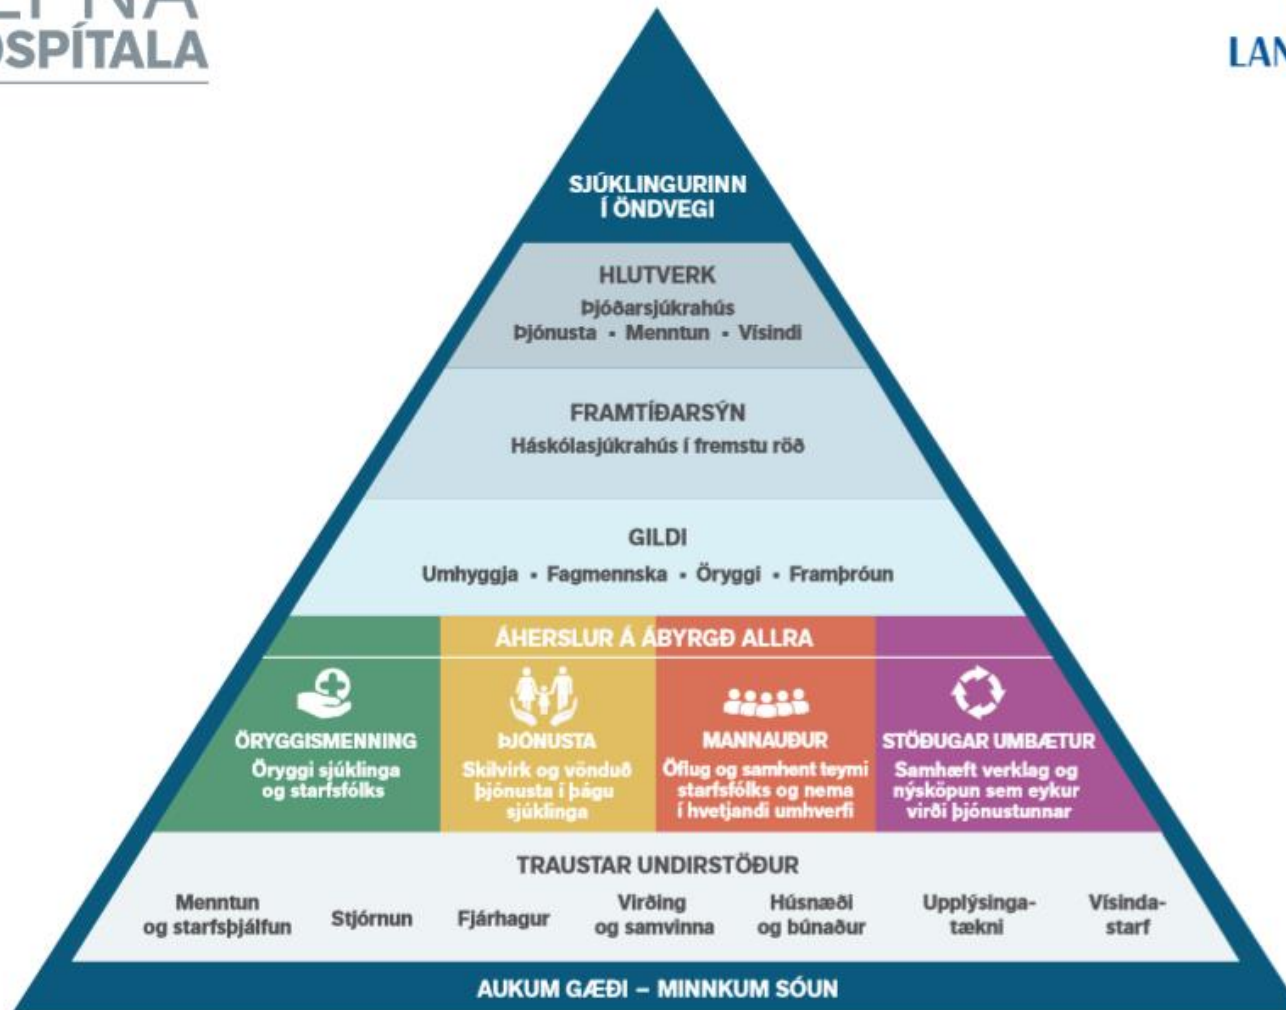 SPÍTALA
LAN
SJÚKLINGURINN
Í ÖNDVEGI
HLUTVERK
Þjóðarsjúkrahús
Þjónusta • Menntun • Vísindi
FRAMTÍÐARSÝN
Háskólasjúkrahús í fremstu röð
GILDI
Umhyggja • Fagmennska • Öryggi • Framþróun
ÁHERSLUR Á ÁBYRGÐ ALLRA
ÖRYGGISMENNING
Öryggi sjúklinga
og starfsfólks
ÞJÓNUSTA
Skilvirk og vönduð
þjónusta í þágu
sjúklinga
MANNAUÐUR
Öflug og samhent teymi
starfsfólks og nema
í hvetjandi umhverfi
STÖÐUGAR UMBÆTUR
Samhæft verklag og
nýsköpun sem eykur
virði þjónustunnar
TRAUSTAR UNDIRSTÖÐUR
Menntun
og starfsþjálfun
Stjórnun
Fjárhagur
Virðing
og samvinna
Húsnæði
og búnaður
Upplýsinga-
tækni
Vísinda-
starf
AUKUM GÆÐI – MINNKUM SÓUN